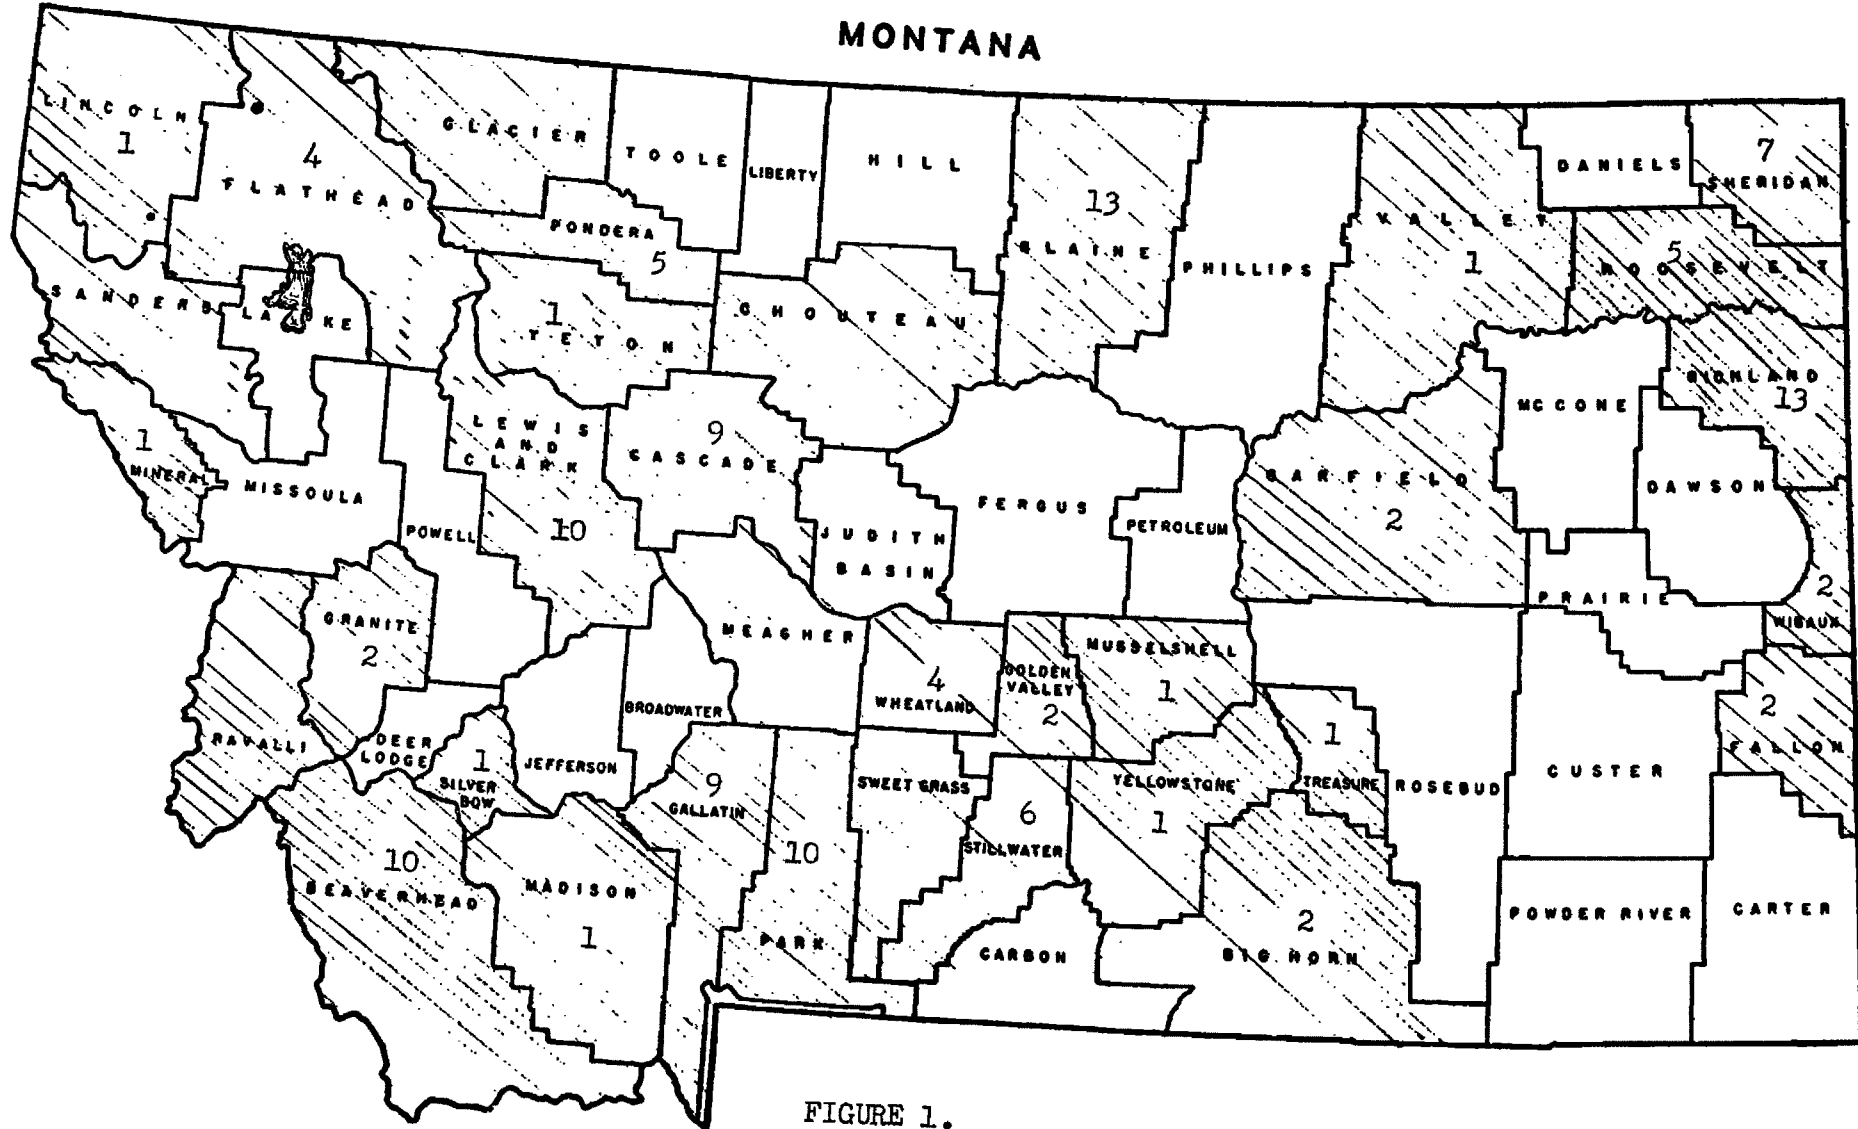 MONTANA
LINCOLN
1
4
FLATHEAD
GLACIER
TOOLE
LIBERTY
HILL
13
BLAINE
PHILLIPS
VALLEY
1
DANIELS
7
SHERIDAN
5
ROOSEVELT
PONDERA
5
SANDERS
LAKE
1
TETON
CHOUTEAU
RICHLAND
13
MCCONE
DAWSON
1
MINERAL
MISSOULA
POWELL
LEWIS
AND
CLARK
10
9
CASCADE
JUDITH
BASIN
FERGUS
PETROLEUM
GARFIELD
2
PRAIRIE
2
WIBAUX
GRANITE
2
RAVALLI
DEER
LODGE
1
SILVER
BOW
JEFFERSON
BROADWATER
MEAGHER
4
WHEATLAND
GOLDEN
VALLEY
2
MUSSELSHELL
1
1
TREASURE
ROSEBUD
CUSTER
2
FALLON
9
GALLATIN
10
PARK
SWEET GRASS
6
STILLWATER
YELLOWSTONE
1
10
BEAVERHEAD
MADISON
1
CARBON
2
BIG HORN
POWDER RIVER
CARTER
FIGURE 1.